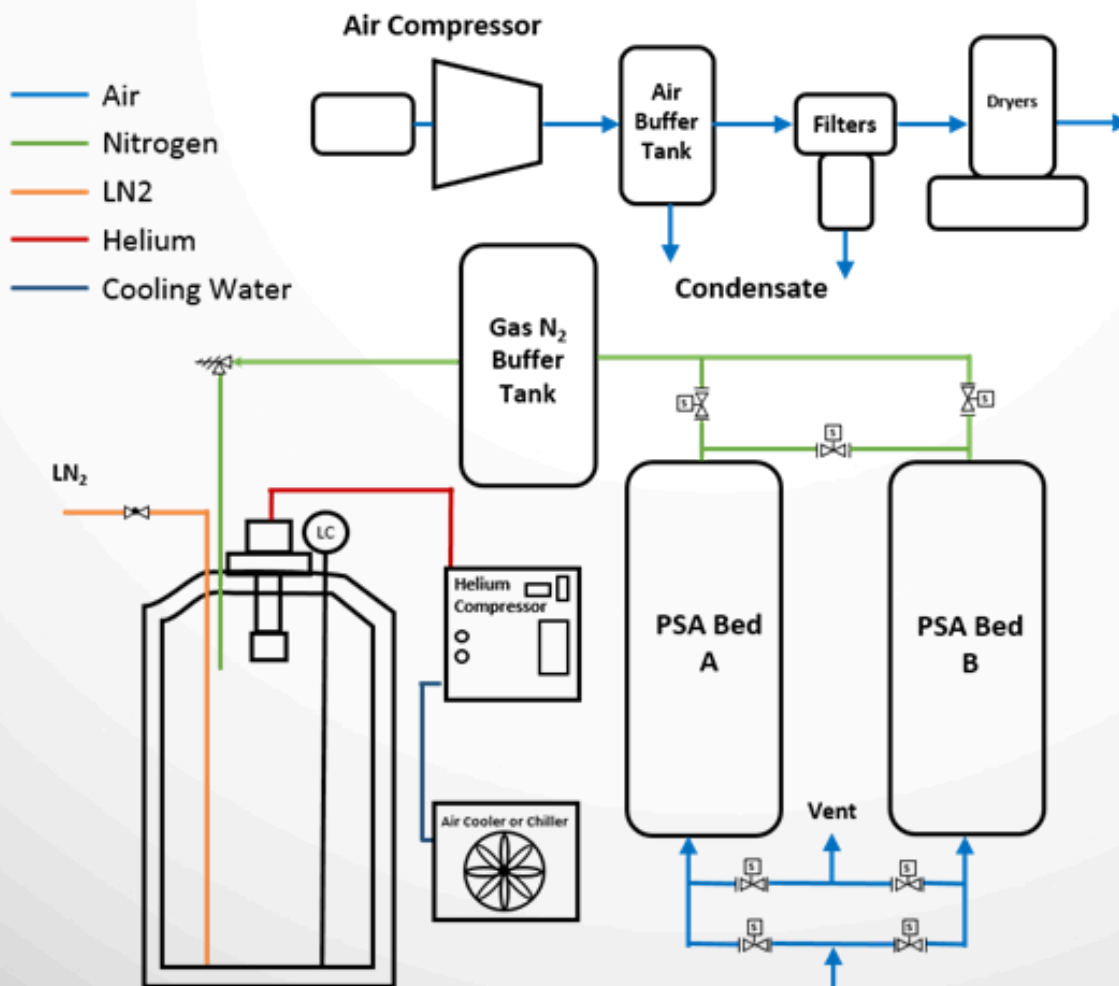 Air Compressor
Air
Nitrogen
LN2
Helium
Cooling Water
Air
Buffer
Tank
Filters
Dryers
Condensate
Gas N₂
Buffer
Tank
S
S
S
LN₂
LC
Helium
Compressor
PSA Bed
A
PSA Bed
B
Air Cooler or Chiller
Vent
S
S
S
S